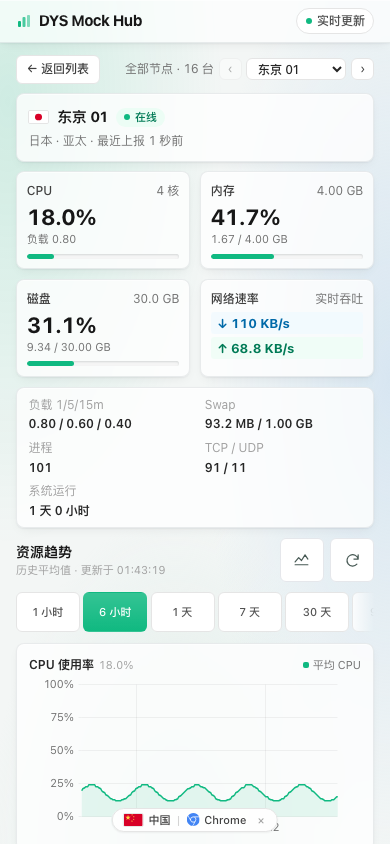 DYS Mock Hub
实时更新
← 返回列表
全部节点 · 16 台
‹
东京 01
›
东京 01
在线
日本 · 亚太 · 最近上报 1 秒前
CPU
4 核
18.0%
负载 0.80
内存
4.00 GB
41.7%
1.67 / 4.00 GB
磁盘
30.0 GB
31.1%
9.34 / 30.00 GB
网络速率
实时吞吐
↓ 110 KB/s
↑ 68.8 KB/s
负载 1/5/15m
0.80 / 0.60 / 0.40
Swap
93.2 MB / 1.00 GB
进程
101
TCP / UDP
91 / 11
系统运行
1 天 0 小时
资源趋势
历史平均值 · 更新于 01:43:19
1 小时
6 小时
1 天
7 天
30 天
CPU 使用率 18.0%
平均 CPU
100%
75%
50%
25%
0%
中国
Chrome
×